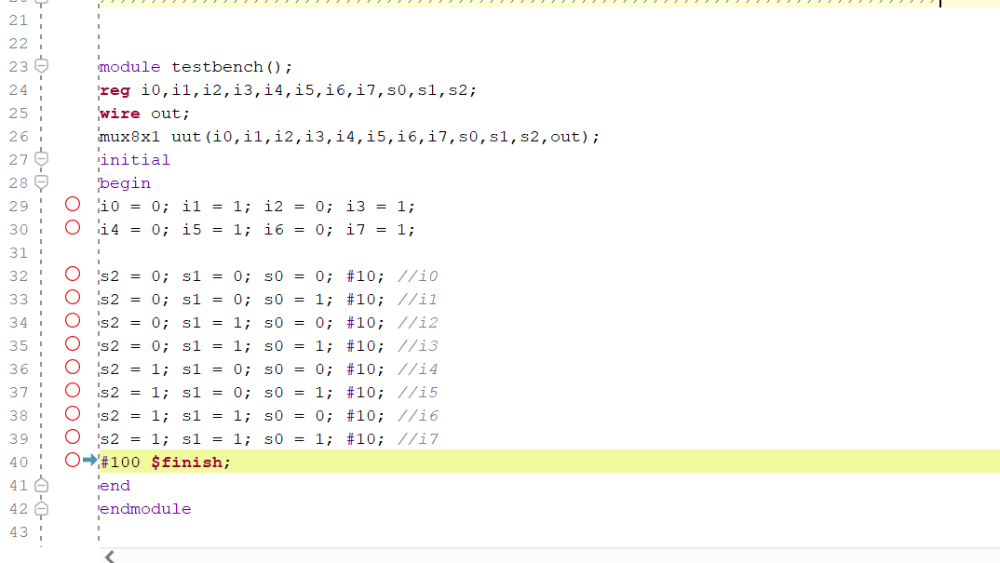 21
22
23 module testbench();
24 reg i0,i1,i2,i3,i4,i5,i6,i7,s0,s1,s2;
25 wire out;
26 mux8x1 uut(i0,i1,i2,i3,i4,i5,i6,i7,s0,s1,s2,out);
27 initial
28 begin
29 i0 = 0; i1 = 1; i2 = 0; i3 = 1;
30 i4 = 0; i5 = 1; i6 = 0; i7 = 1;
31
32 s2 = 0; s1 = 0; s0 = 0; #10; //i0
33 s2 = 0; s1 = 0; s0 = 1; #10; //i1
34 s2 = 0; s1 = 1; s0 = 0; #10; //i2
35 s2 = 0; s1 = 1; s0 = 1; #10; //i3
36 s2 = 1; s1 = 0; s0 = 0; #10; //i4
37 s2 = 1; s1 = 0; s0 = 1; #10; //i5
38 s2 = 1; s1 = 1; s0 = 0; #10; //i6
39 s2 = 1; s1 = 1; s0 = 1; #10; //i7
40 #100 $finish;
41 end
42 endmodule
43